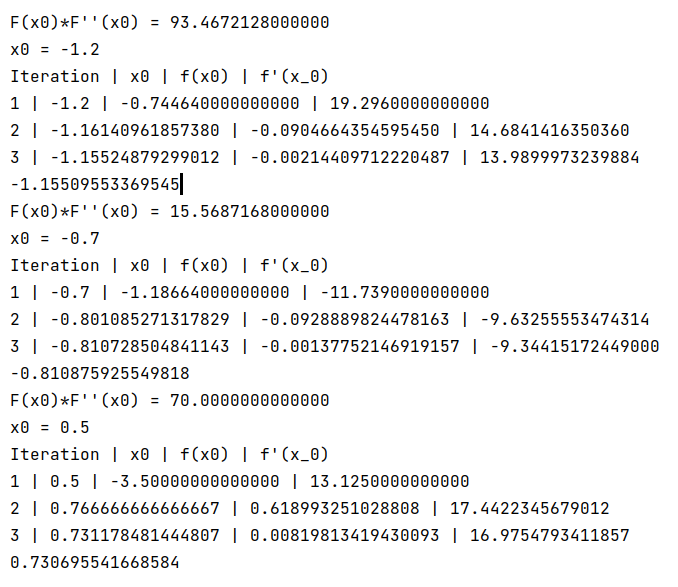 F(x0)*F''(x0) = 93.4672128000000
x0 = -1.2
Iteration | x0 | f(x0) | f'(x_0)
1 | -1.2 | -0.744640000000000 | 19.2960000000000
2 | -1.16140961857380 | -0.0904664354595450 | 14.6841416350360
3 | -1.15524879299012 | -0.00214409712220487 | 13.9899973239884
-1.15509553369545
F(x0)*F''(x0) = 15.5687168000000
x0 = -0.7
Iteration | x0 | f(x0) | f'(x_0)
1 | -0.7 | -1.18664000000000 | -11.7390000000000
2 | -0.801085271317829 | -0.0928889824478163 | -9.63255553474314
3 | -0.810728504841143 | -0.00137752146919157 | -9.34415172449000
-0.810875925549818
F(x0)*F''(x0) = 70.0000000000000
x0 = 0.5
Iteration | x0 | f(x0) | f'(x_0)
1 | 0.5 | -3.50000000000000 | 13.1250000000000
2 | 0.766666666666667 | 0.618993251028808 | 17.4422345679012
3 | 0.731178481444807 | 0.00819813419430093 | 16.9754793411857
0.730695541668584